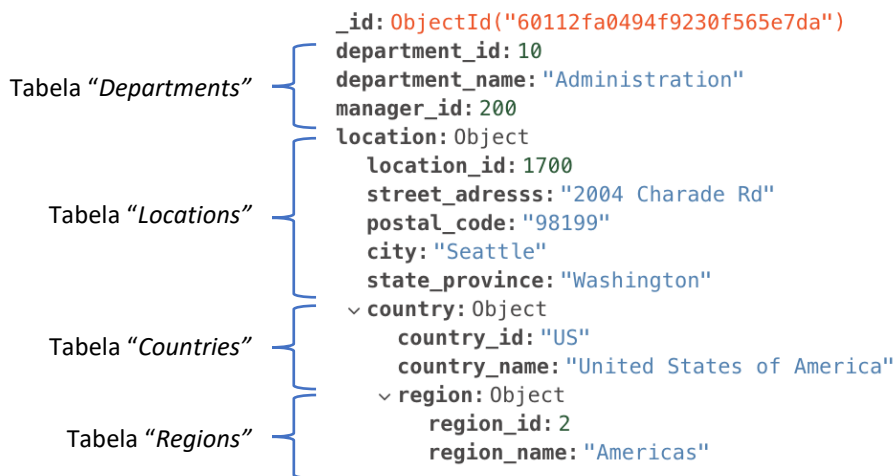 _id: ObjectId("60112fa0494f9230f565e7da")
department_id: 10
Tabela “Departments”
department_name: "Administration"
manager_id: 200
location: Object
location_id: 1700
street_adresss: "2004 Charade Rd"
Tabela “Locations”
postal_code: "98199"
city: "Seattle"
state_province: "Washington"
country: Object
country_id: "US"
Tabela “Countries”
country_name: "United States of America"
region: Object
region_id: 2
Tabela “Regions”
region_name: "Americas"